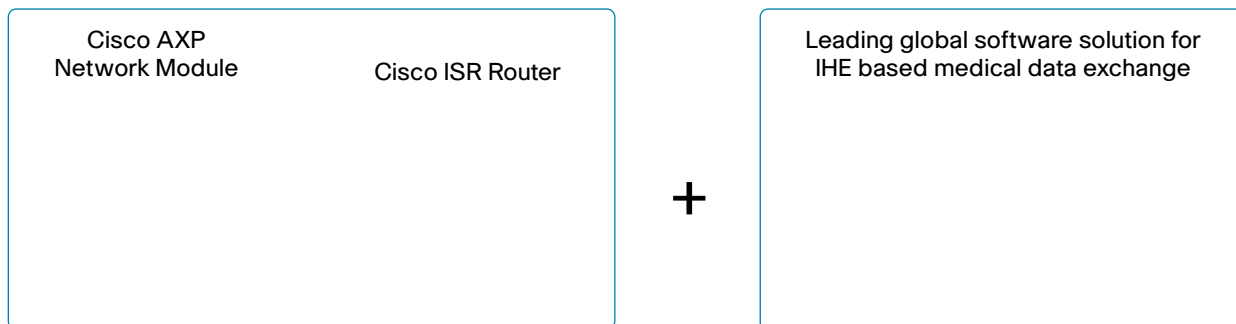 Cisco AXP
Network Module
Cisco ISR Router
+
Leading global software solution for
IHE based medical data exchange